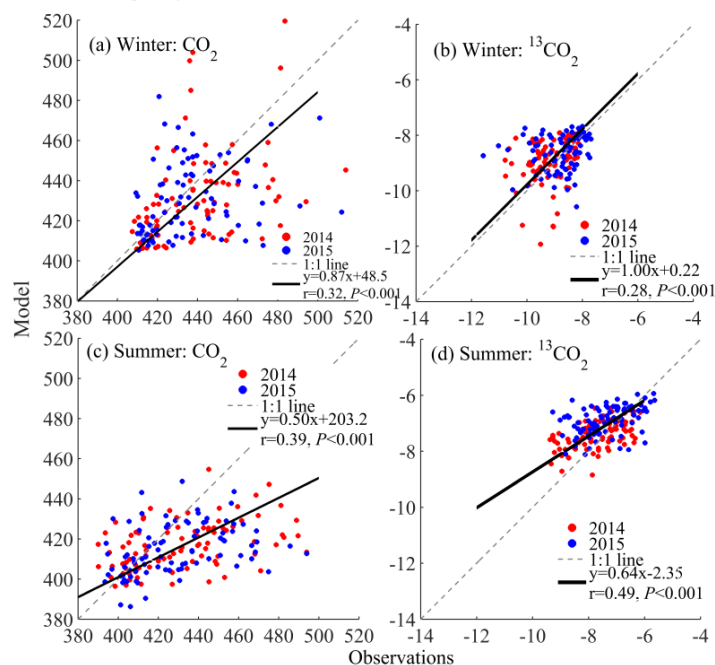 520
500
480
460
440
420
400
380
(a) Winter: CO2
2014
2015
1:1 line
y=0.87x+48.5
r=0.32, P<0.001
380 400 420 440 460 480 500 520
-4
-6
-8
-10
-12
-14
(b) Winter: 13CO2
2014
2015
1:1 line
y=1.00x+0.22
r=0.28, P<0.001
-14 -12 -10 -8 -6 -4
Model
520
500
480
460
440
420
400
380
(c) Summer: CO2
2014
2015
1:1 line
y=0.50x+203.2
r=0.39, P<0.001
380 400 420 440 460 480 500 520
-4
-6
-8
-10
-12
-14
(d) Summer: 13CO2
2014
2015
1:1 line
y=0.64x-2.35
r=0.49, P<0.001
-14 -12 -10 -8 -6 -4
Observations